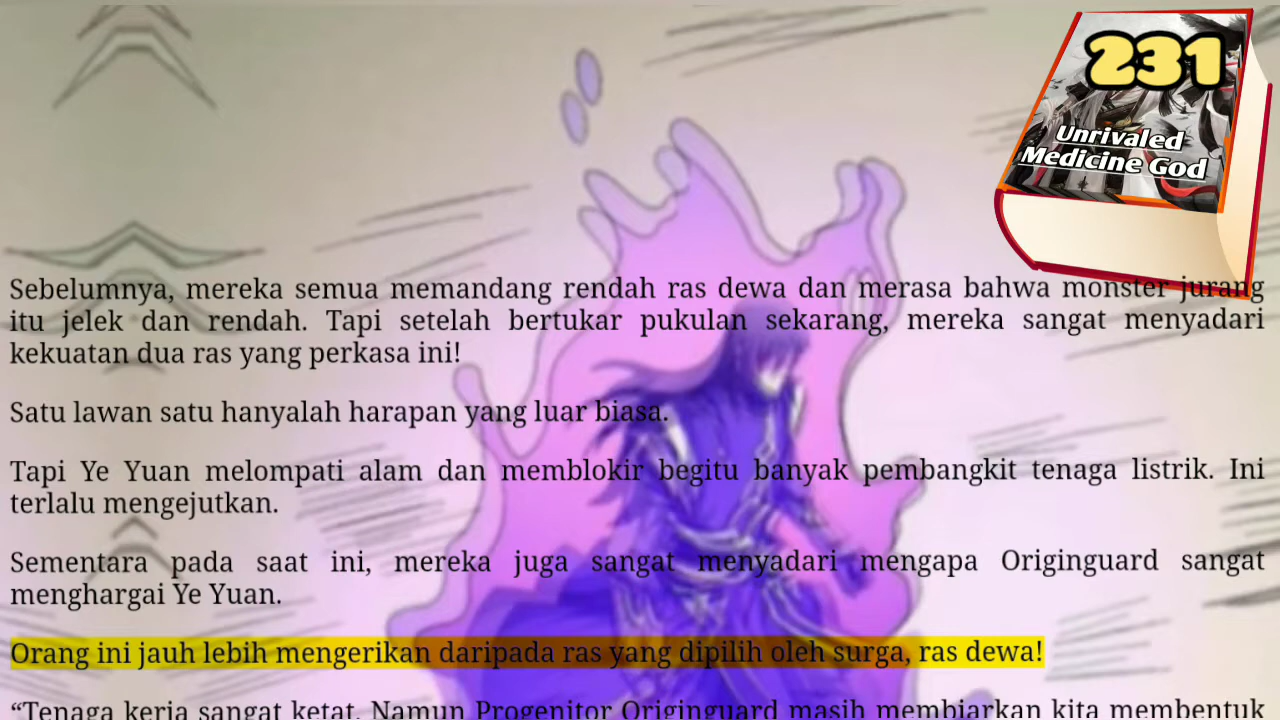 231
Unrivaled
Medicine God
Sebelumnya, mereka semua memandang rendah ras dewa dan merasa bahwa monster jurang
itu jelek dan rendah. Tapi setelah bertukar pukulan sekarang, mereka sangat menyadari
kekuatan dua ras yang perkasa ini!
Satu lawan satu hanyalah harapan yang luar biasa.
Tapi Ye Yuan melompati alam dan memblokir begitu banyak pembangkit tenaga listrik. Ini
terlalu mengejutkan.
Sementara pada saat ini, mereka juga sangat menyadari mengapa Originguard sangat
menghargai Ye Yuan.
Orang ini jauh lebih mengerikan daripada ras yang dipilih oleh surga, ras dewa!
“Tenaga kerja sangat ketat. Namun Progenitor Originguard masih membiarkan kita membentuk